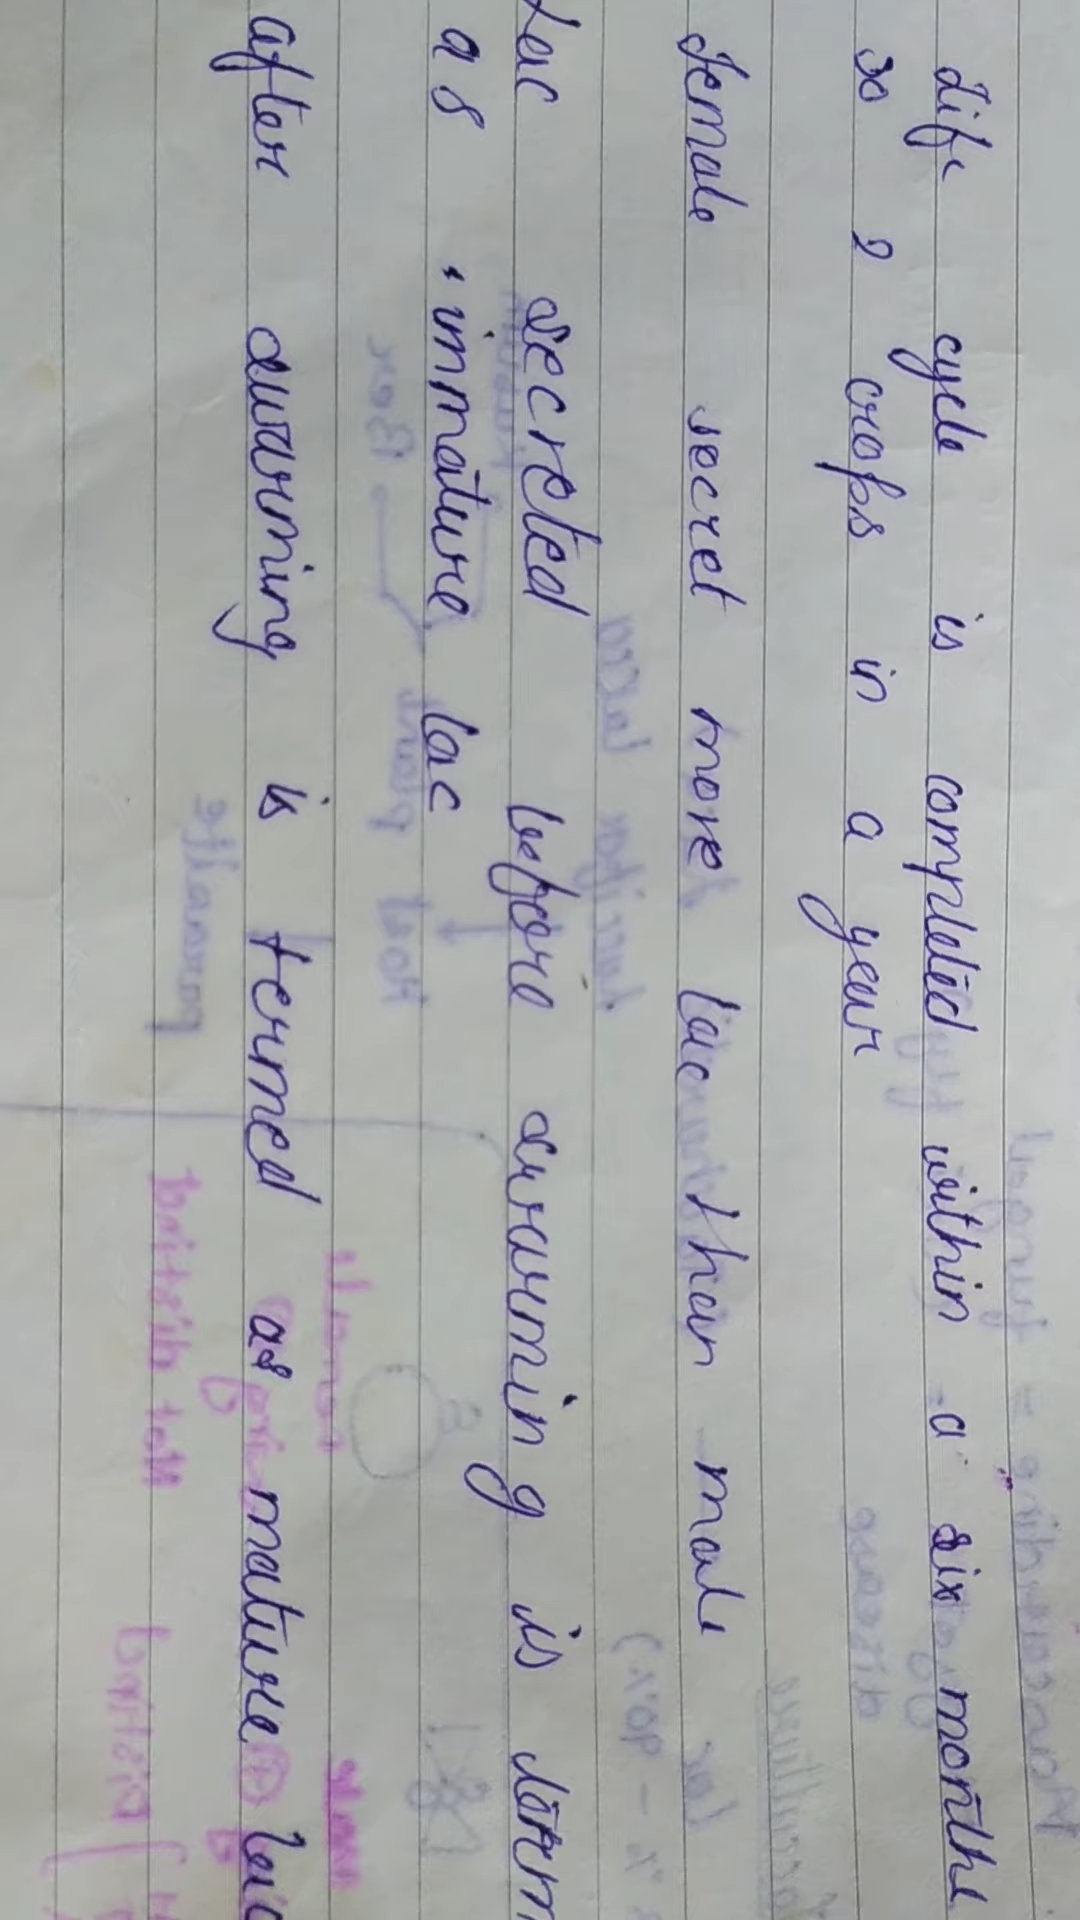 Life cycle is completed within a six months
so 2 crops in a year
Female secret more lac than male
Lac secreted before swarming is term
as immature lac
after swarming is termed as mature lac